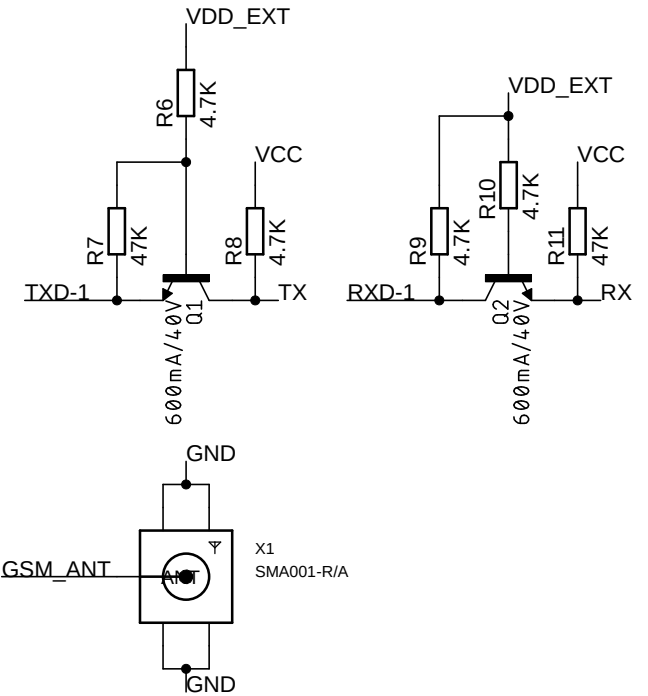 VDD_EXT
R6
4.7K
VCC
R7
47K
R8
4.7K
TXD-1
TX
Q1
600mA/40V
VDD_EXT
R10
4.7K
VCC
R9
4.7K
R11
47K
RXD-1
RX
Q2
600mA/40V
GND
GSM_ANT
ANT
X1
SMA001-R/A
GND